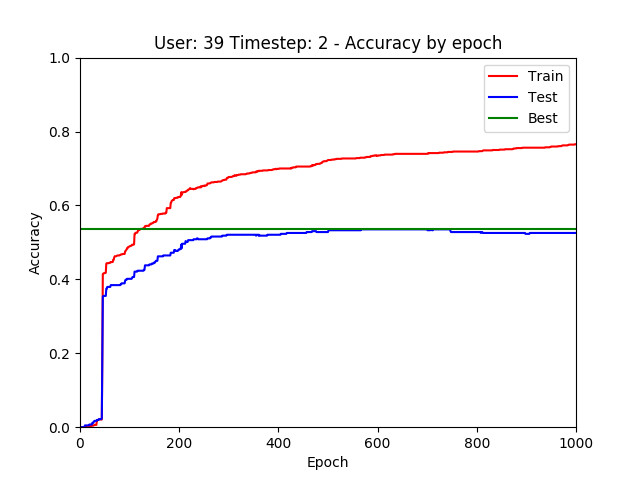 User: 39 Timestep: 2 - Accuracy by epoch
1.0
0.8
0.6
0.4
0.2
0.0
Accuracy
Train
Test
Best
0 200 400 600 800 1000
Epoch